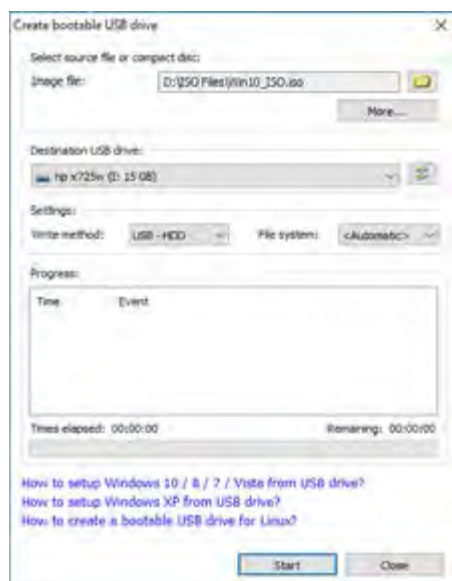 Create bootable USB drive
Select source file or compact disc:
Image file: D:\ISO Files\Win10_ISO.iso
More...
Destination USB drive:
hp x725w (I: 15 GB)
Settings:
Write method: USB - HDD File system: <Automatic>
Progress:
Time Event
Times elapsed: 00:00:00 Remaining: 00:00:00
How to setup Windows 10 / 8 / 7 / Vista from USB drive?
How to setup Windows XP from USB drive?
How to create a bootable USB drive for Linux?
Start Close